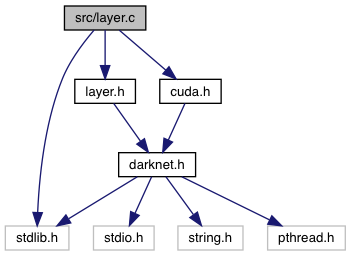 src/layer.c
layer.h
cuda.h
darknet.h
stdlib.h
stdio.h
string.h
pthread.h